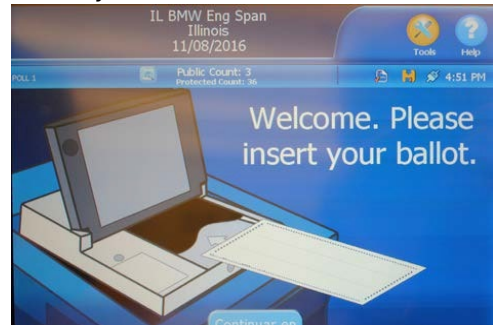 IL BMW Eng Span
Illinois
11/08/2016
Tools
Help
POLL 1
Public Count: 3
Protected Count: 36
4:51 PM
Welcome. Please
insert your ballot.
Continuar en